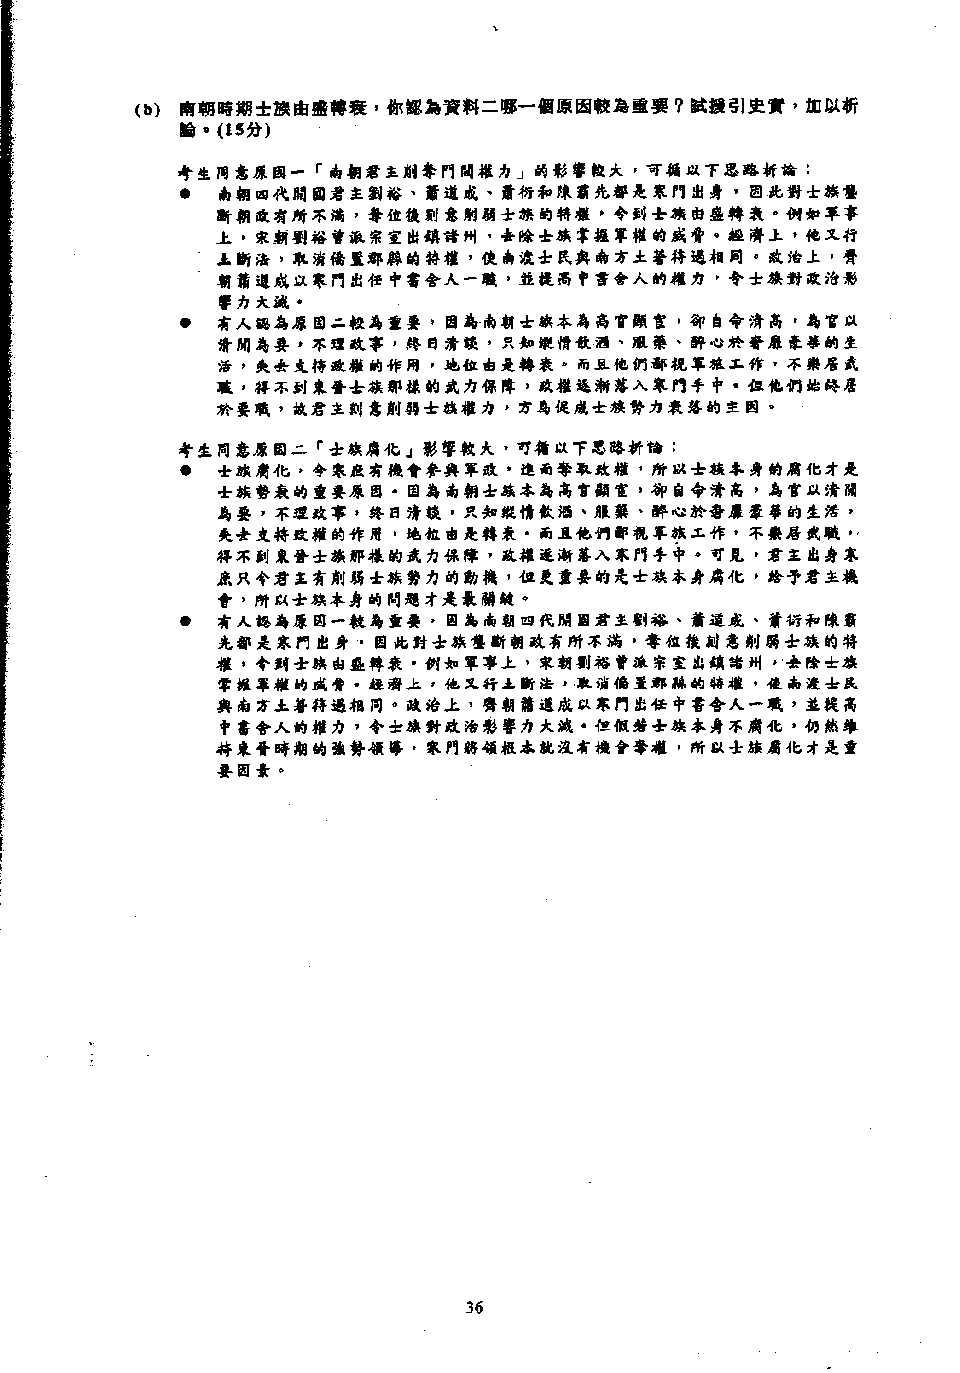 (b) 南朝時期士族由盛轉衰,你認為資料二哪一個原因較為重要?試援引史實,加以析
論。(15分)
考生同意原因一「南朝君主削奪門閥權力」的影響較大,可循以下思路析論:
● 南朝四代開國君主劉裕、蕭道成、蕭衍和陳霸先都是寒門出身,因此對士族壟
斷朝政有所不滿,奪位後刻意削弱士族的特權,令到士族由盛轉衰。例如軍事
上,宋朝劉裕曾派宗室出鎮諸州,去除士族掌握軍權的威脅。經濟上,他又行
土斷法,取消僑置郡縣的特權,使南渡士民與南方土著待遇相同。政治上,齊
朝蕭道成以寒門出任中書舍人一職,並提高中書舍人的權力,令士族對政治影
響力大減。
● 有人認為原因二較為重要,因為南朝士族本為高官顯宦,卻自命清高,為官以
清閒為要,不理政事,終日清談,只知縱情飲酒、服藥、醉心於奢靡豪華的生
活,失去支持政權的作用,地位由是轉衰。而且他們鄙視軍旅工作,不樂居武
職,得不到東晉士族那樣的武力保障,政權逐漸落入寒門手中。但他們始終居
於要職,故君主刻意削弱士族權力,方為促成士族勢力衰落的主因。
考生同意原因二「士族腐化」影響較大,可循以下思路析論:
● 士族腐化,令寒庶有機會參與軍政,進而奪取政權,所以士族本身的腐化才是
士族勢衰的重要原因。因為南朝士族本為高官顯宦,卻自命清高,為官以清閒
為要,不理政事,終日清談,只知縱情飲酒、服藥、醉心於奢靡豪華的生活,
失去支持政權的作用,地位由是轉衰。而且他們鄙視軍旅工作,不樂居武職,
得不到東晉士族那樣的武力保障,政權逐漸落入寒門手中。可見,君主出身寒
庶只令君主有削弱士族勢力的動機,但更重要的是士族本身腐化,給予君主機
會,所以士族本身的問題才是最關鍵。
● 有人認為原因一較為重要,因為南朝四代開國君主劉裕、蕭道成、蕭衍和陳霸
先都是寒門出身,因此對士族壟斷朝政有所不滿,奪位後刻意削弱士族的特
權,令到士族由盛轉衰。例如軍事上,宋朝劉裕曾派宗室出鎮諸州,去除士族
掌握軍權的威脅。經濟上,他又行土斷法,取消僑置郡縣的特權,使南渡士民
與南方土著待遇相同。政治上,齊朝蕭道成以寒門出任中書舍人一職,並提高
中書舍人的權力,令士族對政治影響力大減。但假若士族本身不腐化,仍然維
持東晉時期的強勢領導,寒門將領根本就沒有機會奪權,所以士族腐化才是重
要因素。
36